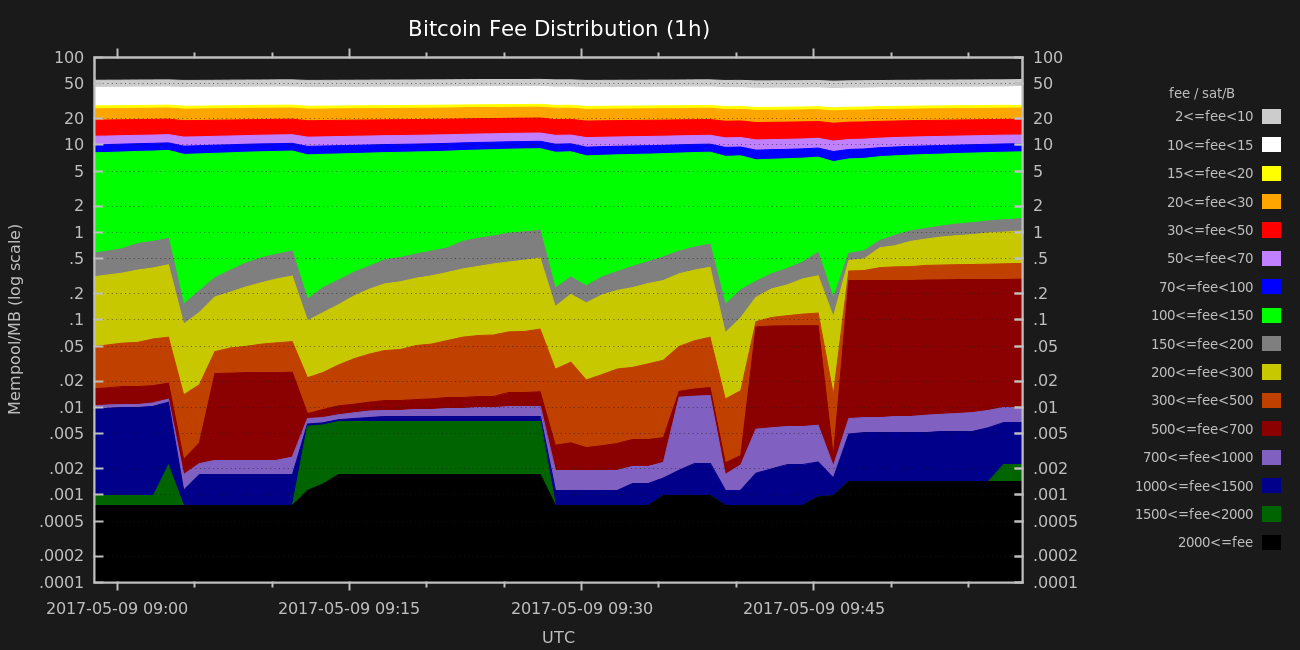 Bitcoin Fee Distribution (1h)
100 100
50 50
20 20
10 10
5 5
2 2
1 1
.5 .5
.2 .2
.1 .1
.05 .05
.02 .02
.01 .01
.005 .005
.002 .002
.001 .001
.0005 .0005
.0002 .0002
.0001 .0001
Mempool/MB (log scale)
2017-05-09 09:00 2017-05-09 09:15 2017-05-09 09:30 2017-05-09 09:45
UTC
fee / sat/B
2<=fee<10
10<=fee<15
15<=fee<20
20<=fee<30
30<=fee<50
50<=fee<70
70<=fee<100
100<=fee<150
150<=fee<200
200<=fee<300
300<=fee<500
500<=fee<700
700<=fee<1000
1000<=fee<1500
1500<=fee<2000
2000<=fee